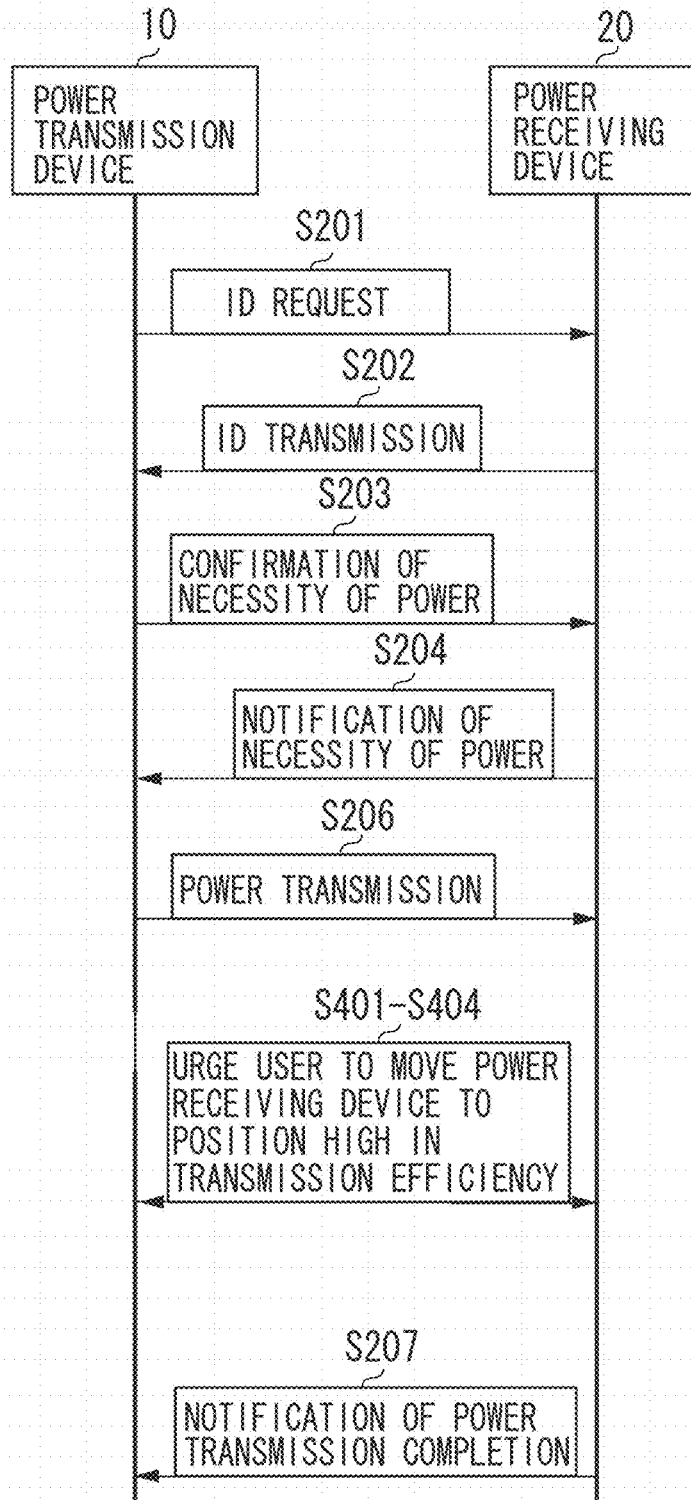 10
20
POWER
TRANSMISSION
DEVICE
POWER
RECEIVING
DEVICE
S201
ID REQUEST
S202
ID TRANSMISSION
S203
CONFIRMATION OF
NECESSITY OF POWER
S204
NOTIFICATION OF
NECESSITY OF POWER
S206
POWER TRANSMISSION
S401-S404
URGE USER TO MOVE POWER
RECEIVING DEVICE TO
POSITION HIGH IN
TRANSMISSION EFFICIENCY
S207
NOTIFICATION OF POWER
TRANSMISSION COMPLETION